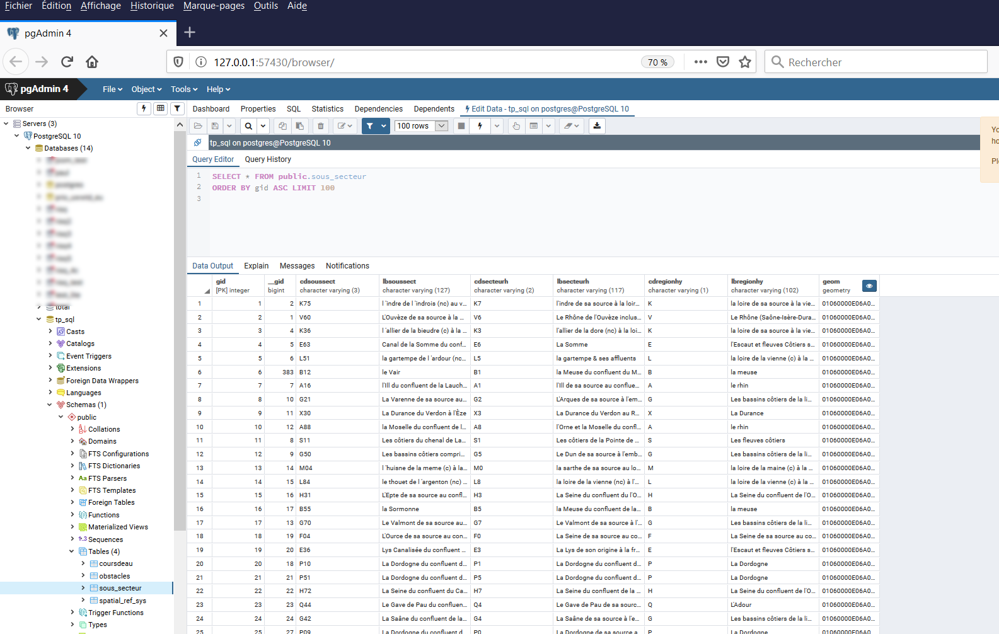 Fichier Édition Affichage Historique Marque-pages Outils Aide
pgAdmin 4
127.0.0.1:57430/browser/ 70 % Rechercher
pgAdmin 4 File Object Tools Help
Browser Dashboard Properties SQL Statistics Dependencies Dependents Edit Data - tp_sql on postgres@PostgreSQL 10
100 rows
tp_sql on postgres@PostgreSQL 10
Query Editor Query History
1 SELECT * FROM public.sous_secteur
2 ORDER BY gid ASC LIMIT 100
3
Servers (3)
PostgreSQL 10
Databases (14)
total
tp_sql
Casts
Catalogs
Event Triggers
Extensions
Foreign Data Wrappers
Languages
Schemas (1)
public
Collations
Domains
FTS Configurations
FTS Dictionaries
Aa FTS Parsers
FTS Templates
Foreign Tables
Functions
Materialized Views
1..3 Sequences
Tables (4)
coursdeau
obstacles
sous_secteur
spatial_ref_sys
Trigger Functions
Types
Data Output Explain Messages Notifications
gid __gid cdsoussect lbsoussect cdsecteurh lbsecteurh cdregionhy lbregionhy geom
[PK] integer bigint character varying (3) character varying (127) character varying (2) character varying (117) character varying (1) character varying (102) geometry
1 1 2 K75 l 'indre de l 'indrois (nc) au v... K7 l'indre de sa source à la loir... K la loire de sa source à la vie... 01060000E06A0...
2 2 1 V60 L'Ouvèze de sa source à la ... V6 Le Rhône de l'Ouvèze inclus... V Le Rhône (Saône-Isère-Dura... 01060000E06A0...
3 3 4 K36 l 'allier de la bieudre (c) à la ... K3 l'allier de la dore (nc) à la loi... K la loire de sa source à la vie... 01060000E06A0...
4 4 5 E63 Canal de la Somme du conf... E6 La Somme E l'Escaut et fleuves Côtiers s... 01060000E06A0...
5 5 6 L51 la gartempe de l 'ardour (nc... L5 la gartempe & ses affluents L la loire de la vienne (c) à la ... 01060000E06A0...
6 6 383 B12 le Vair B1 la Meuse du confluent du M... B la meuse 01060000E06A0...
7 7 7 A16 l'Ill du confluent de la Lauch... A1 l'Ill de sa source au conflue... A le rhin 01060000E06A0...
8 8 10 G21 La Varenne de sa source au... G2 L'Arques de sa source à l'em... G Les bassins côtiers de la li... 01060000E06A0...
9 9 11 X30 La Durance du Verdon à l'Èze X3 La Durance du Verdon au R... X La Durance 01060000E06A0...
10 10 12 A88 la Moselle du confluent de l... A8 l'Orne et la Moselle du confl... A le rhin 01060000E06A0...
11 11 8 S11 Les côtiers du chenal de La... S1 Les côtiers de la Pointe de ... S Les fleuves côtiers 01060000E06A0...
12 12 9 G50 Les bassins côtiers compri... G5 Le Dun de sa source à l'emb... G Les bassins côtiers de la li... 01060000E06A0...
13 13 14 M04 l 'huisne de la meme (c) à la... M0 la sarthe de sa source au lo... M la loire de la maine (c) à la ... 01060000E06A0...
14 14 15 L84 le thouet de l 'argenton (nc) ... L8 la loire de la vienne (nc) à l'... L la loire de la vienne (c) à la ... 01060000E06A0...
15 15 16 H31 L'Epte de sa source au confl... H3 La Seine du confluent du l'O... H La Seine du confluent de l'O... 01060000E06A0...
16 16 17 B55 la Sormonne B5 la Meuse du confluent de la... B la meuse 01060000E06A0...
17 17 13 G70 Le Valmont de sa source au... G7 Le Valmont de sa source à l'... G Les bassins côtiers de la li... 01060000E06A0...
18 18 19 F04 L'Ource de sa source au con... F0 La Seine de sa source au co... F La Seine de sa source au co... 01060000E06A0...
19 19 20 E36 Lys Canalisée du confluent ... E3 La Lys de son origine à la fr... E l'Escaut et fleuves Côtiers s... 01060000E06A0...
20 20 18 P10 La Dordogne du confluent d... P1 La Dordogne du confluent d... P La Dordogne 01060000E06A0...
21 21 21 P51 La Dordogne du confluent d... P5 La Dordogne du confluent d... P La Dordogne 01060000E06A0...
22 22 22 H72 La Seine du confluent du Ca... H7 La Seine du confluent de la ... H La Seine du confluent de l'O... 01060000E06A0...
23 23 23 Q44 Le Gave de Pau du confluen... Q4 Le Gave de Pau de sa sourc... Q L'Adour 01060000E06A0...
24 24 24 G42 La Saâne du confluent de la... G4 La Saâne de sa source à l'e... G Les bassins côtiers de la li... 01060000E06A0...
25 25 27 P09 La Dordogne du confluent d... P0 La Dordogne de sa source a... P La Dordogne 01060000E06A0...